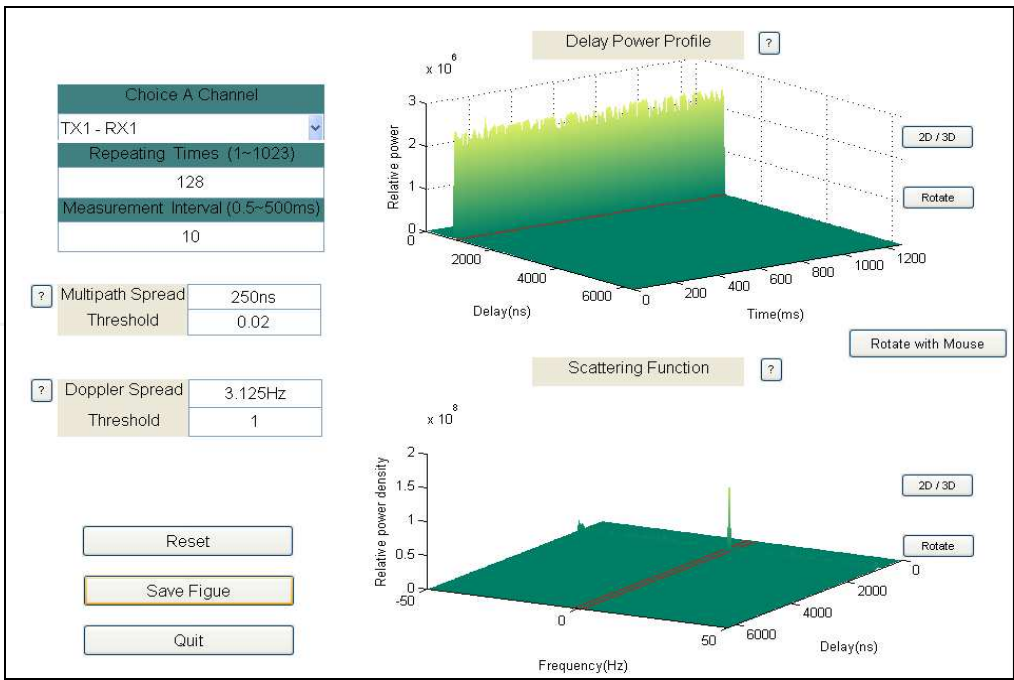 Choice A Channel
TX1 - RX1
Repeating Times (1~1023)
128
Measurement Interval (0.5~500ms)
10
? Multipath Spread 250ns
Threshold 0.02
? Doppler Spread 3.125Hz
Threshold 1
Reset
Save Figue
Quit
Delay Power Profile ?
x 10^6
3
2
1
0
Relative power
0 2000 4000 6000
Delay(ns)
0 200 400 600 800 1000 1200
Time(ms)
2D / 3D
Rotate
Rotate with Mouse
Scattering Function ?
x 10^8
2
1.5
1
0.5
0
Relative power density
-50 0 50
Frequency(Hz)
6000 4000 2000 0
Delay(ns)
2D / 3D
Rotate